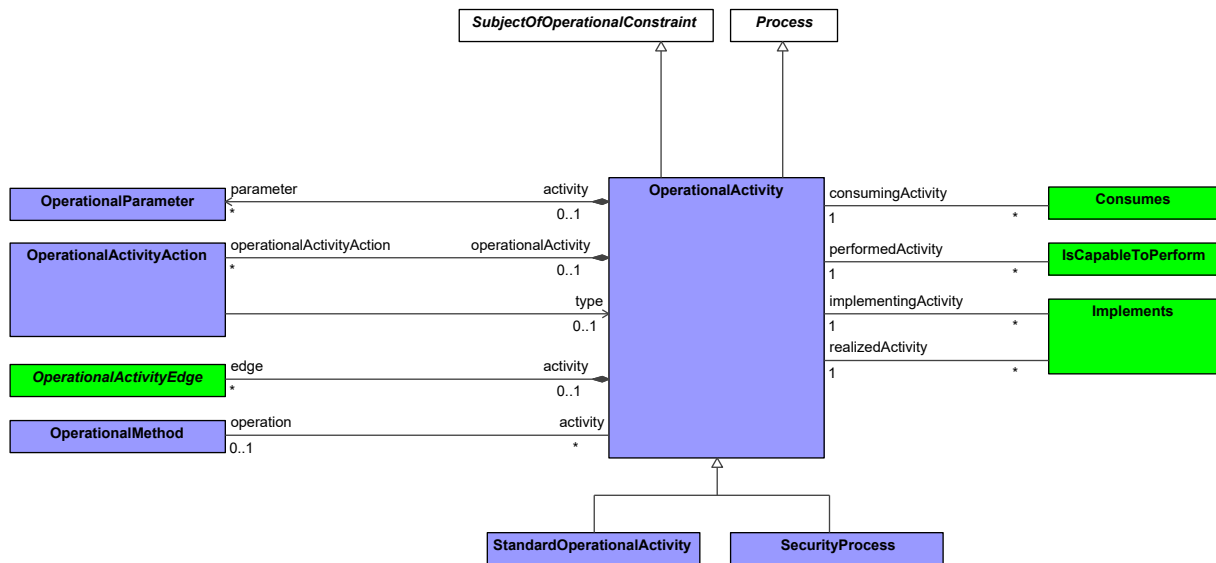 SubjectOfOperationalConstraint
Process
OperationalActivity
OperationalParameter
parameter
*
activity
0..1
OperationalActivityAction
operationalActivityAction
*
operationalActivity
0..1
type
0..1
OperationalActivityEdge
edge
*
activity
0..1
OperationalMethod
operation
0..1
activity
*
consumingActivity
1
*
Consumes
performedActivity
1
*
IsCapableToPerform
implementingActivity
1
*
Implements
realizedActivity
1
*
StandardOperationalActivity
SecurityProcess